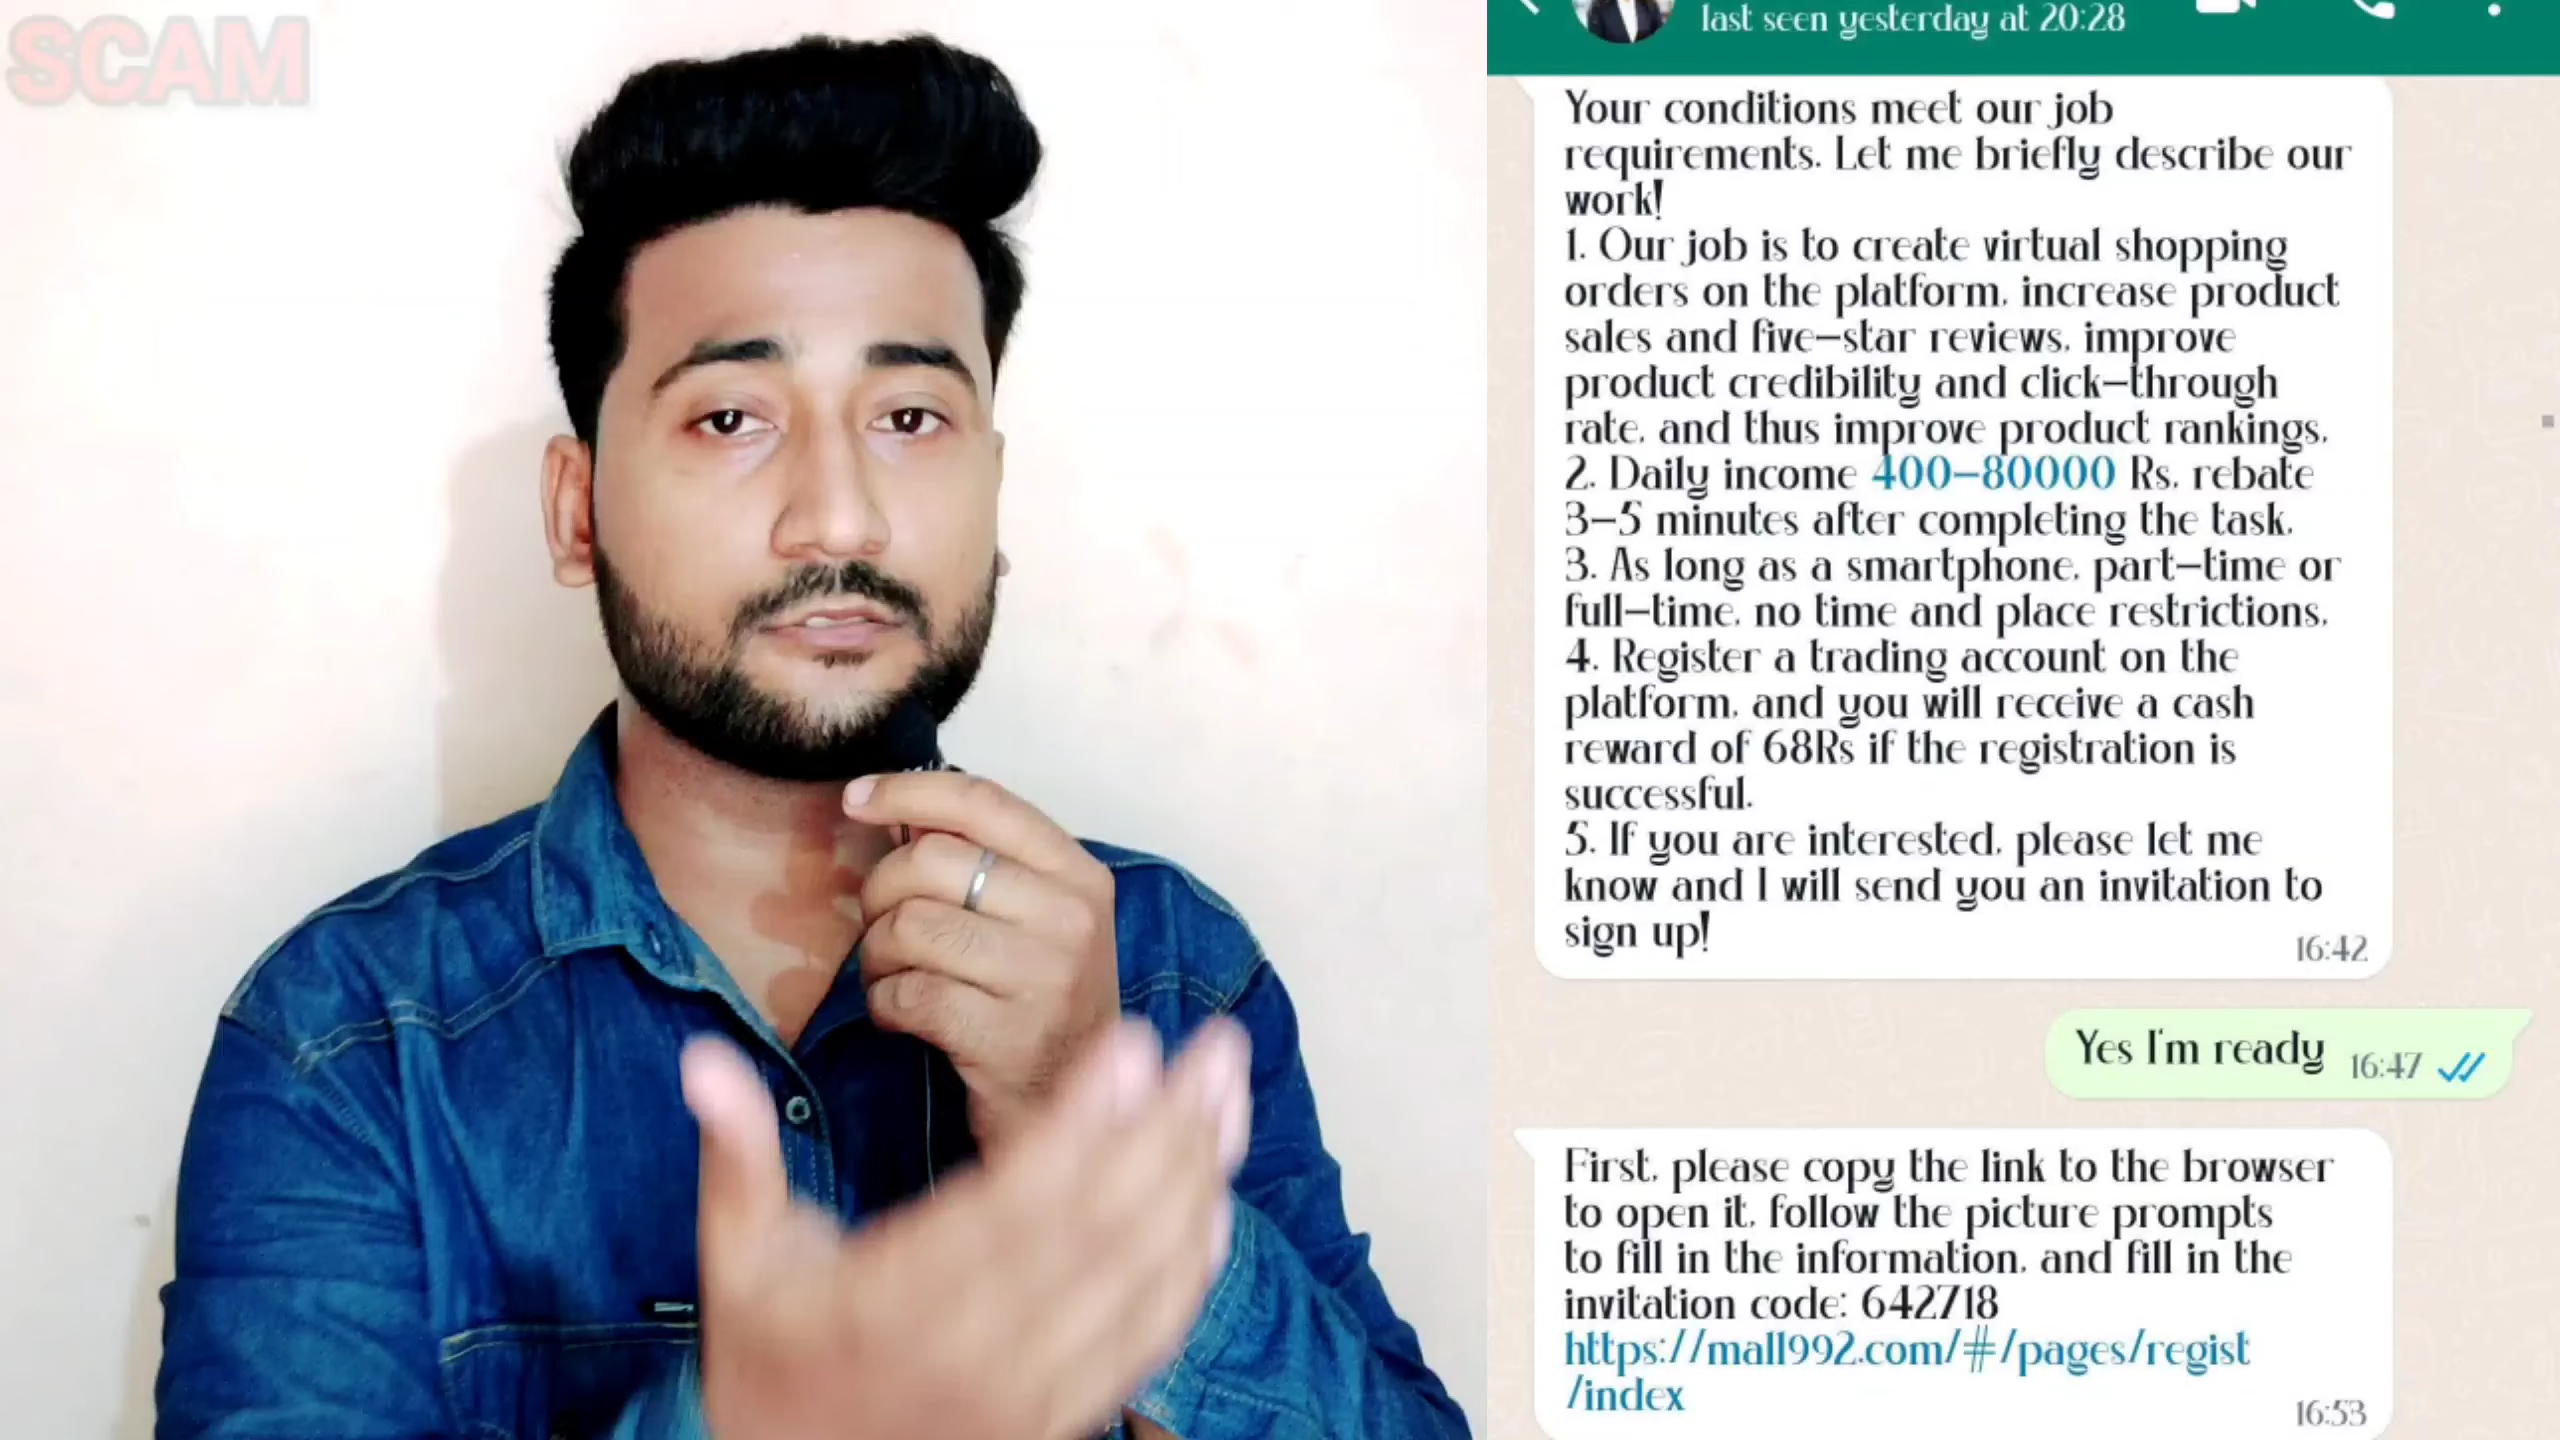 SCAM
last seen yesterday at 20:28
Your conditions meet our job
requirements. Let me briefly describe our
work!
1. Our job is to create virtual shopping
orders on the platform, increase product
sales and five-star reviews, improve
product credibility and click-through
rate, and thus improve product rankings.
2. Daily income 400-80000 Rs, rebate
3-5 minutes after completing the task.
3. As long as a smartphone, part-time or
full-time, no time and place restrictions.
4. Register a trading account on the
platform, and you will receive a cash
reward of 68Rs if the registration is
successful.
5. If you are interested, please let me
know and I will send you an invitation to
sign up!
16:42
Yes I'm ready 16:47
First, please copy the link to the browser
to open it, follow the picture prompts
to fill in the information, and fill in the
invitation code: 642718
https://mall992.com/#/pages/regist
/index
16:53